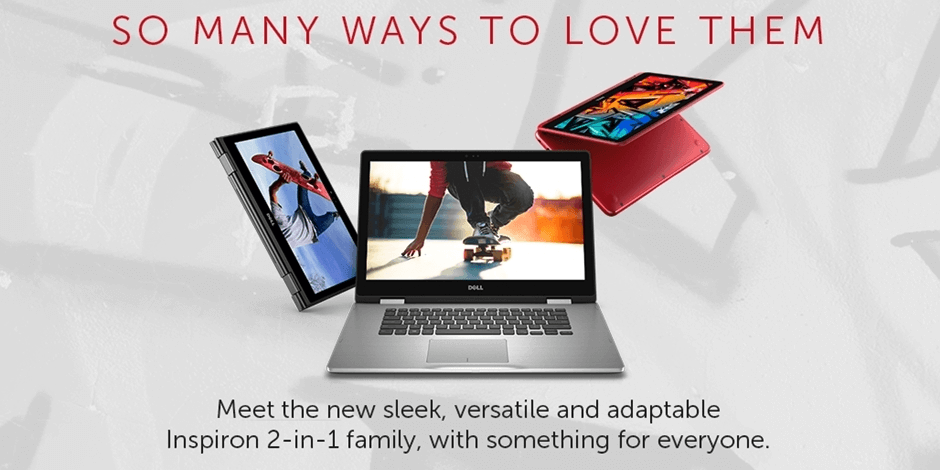 SO MANY WAYS TO LOVE THEM
DELL
DELL
Meet the new sleek, versatile and adaptable
Inspiron 2-in-1 family, with something for everyone.